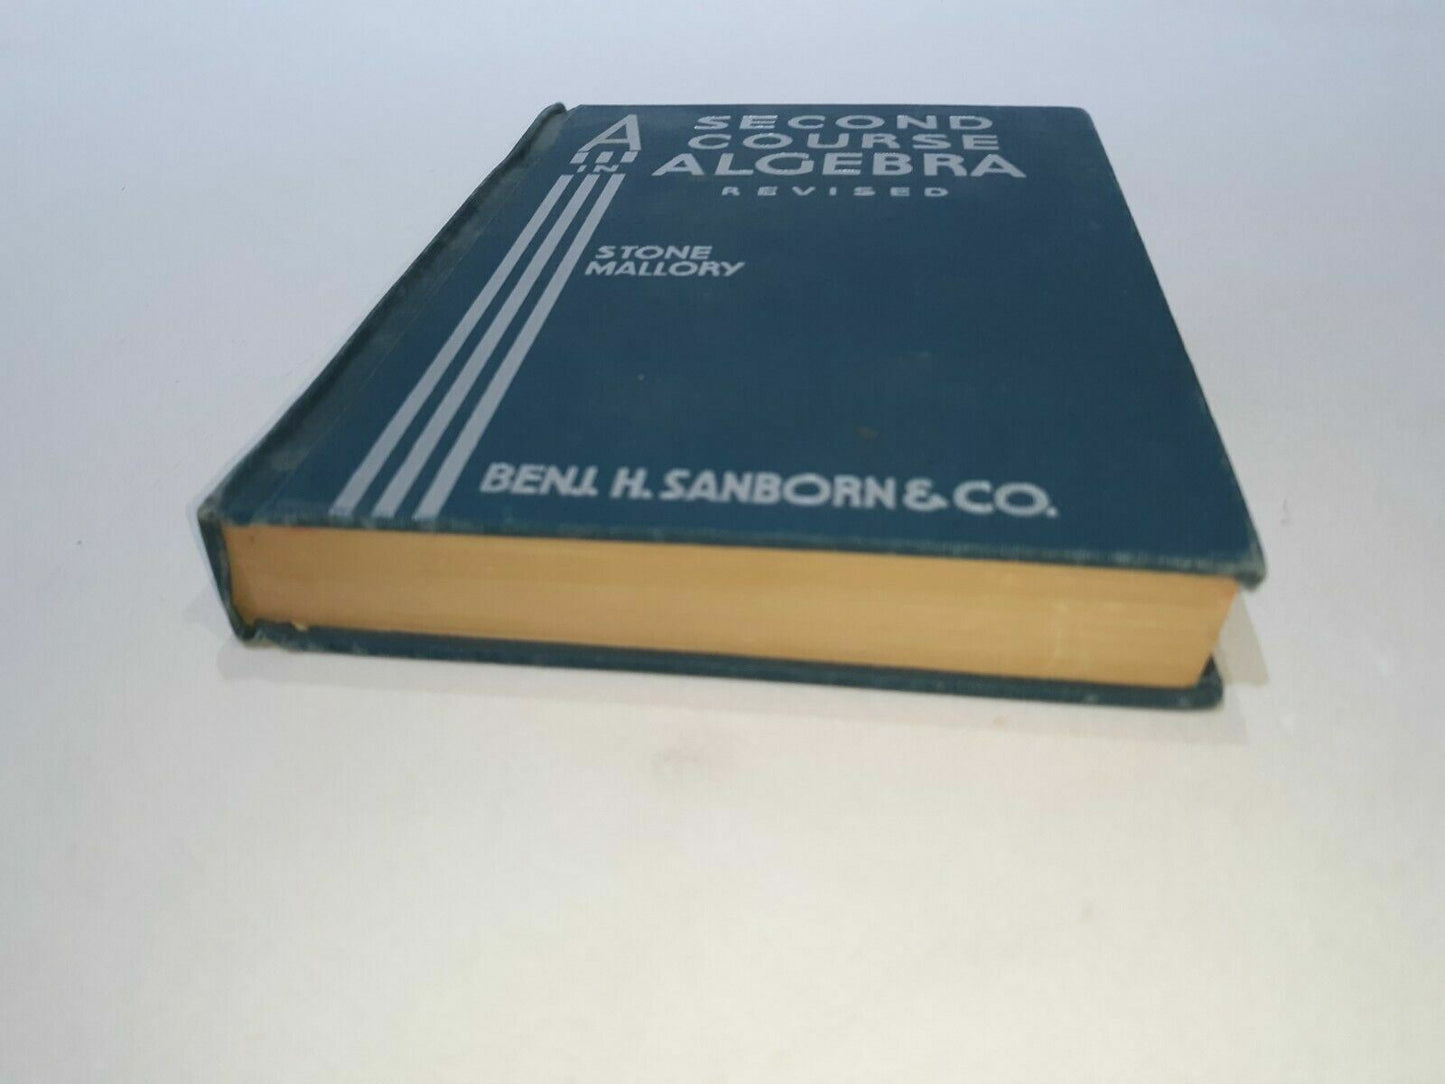 A SECOND
COURSE
IN ALGEBRA
REVISED
STONE
MALLORY
BENJ. H. SANBORN & CO.